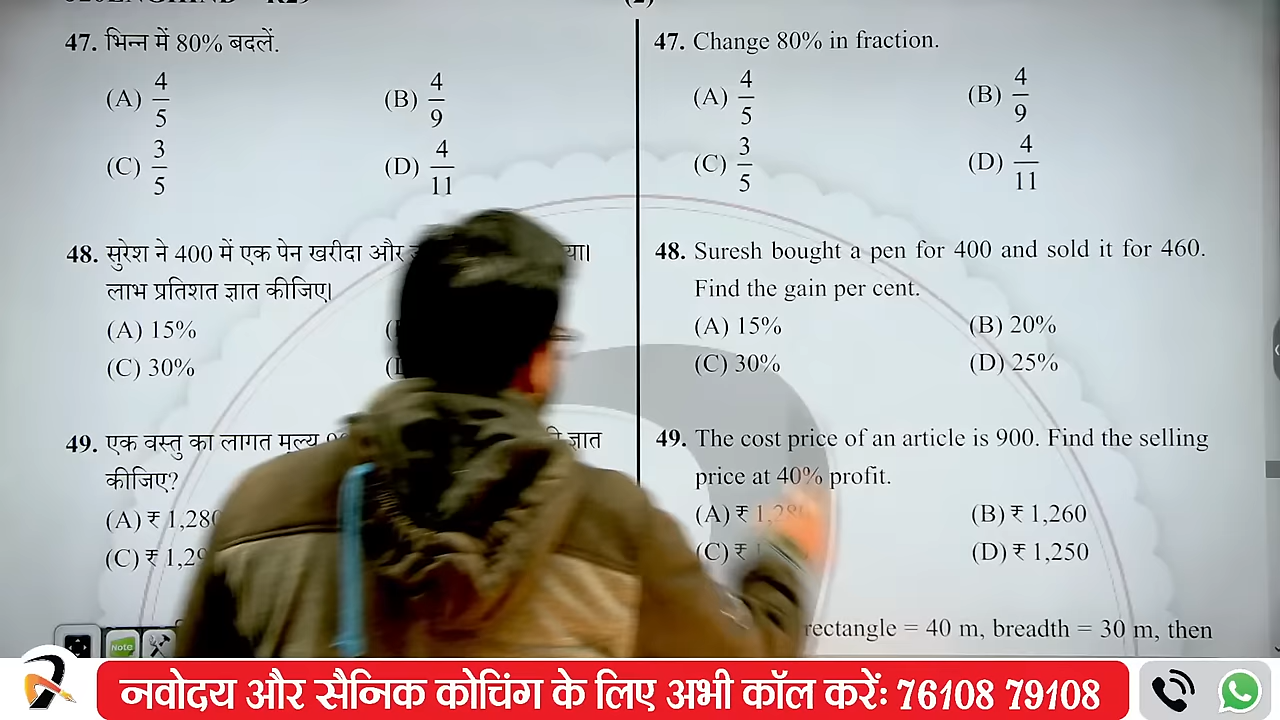 47. भिन्न में 80% बदलें.
(A) 4/5 (B) 4/9
(C) 3/5 (D) 4/11
48. सुरेश ने 400 में एक पेन खरीदा और
लाभ प्रतिशत ज्ञात कीजिए।
(A) 15%
(C) 30%
49. एक वस्तु का लागत मूल्य ज्ञात
कीजिए?
(A) ₹ 1,280
(C) ₹
47. Change 80% in fraction.
(A) 4/5 (B) 4/9
(C) 3/5 (D) 4/11
48. Suresh bought a pen for 400 and sold it for 460.
Find the gain per cent.
(A) 15% (B) 20%
(C) 30% (D) 25%
49. The cost price of an article is 900. Find the selling
price at 40% profit.
(A) ₹ (B) ₹ 1,260
(C) ₹ (D) ₹ 1,250
rectangle = 40 m, breadth = 30 m, then
Note
नवोदय और सैनिक कोचिंग के लिए अभी कॉल करें: 76108 79108